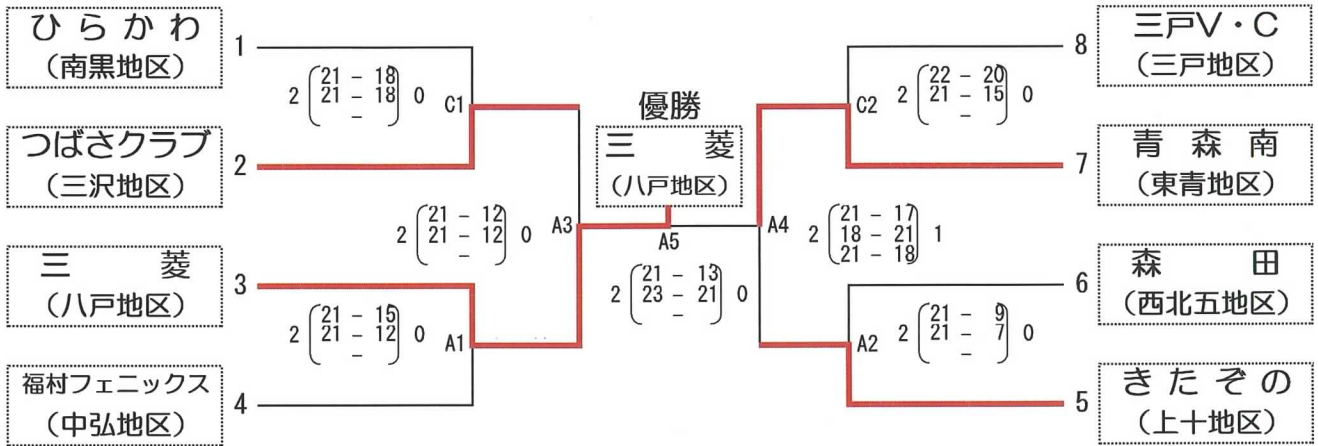 ひらかわ
（南黒地区）
1
2 21 - 18 0
21 - 18
-
C1
つばさクラブ
（三沢地区）
2
2 21 - 12 0
21 - 12
-
A3
三 菱
（八戸地区）
3
2 21 - 15 0
21 - 12
-
A1
福村フェニックス
（中弘地区）
4
優勝
三 菱
（八戸地区）
A5
2 21 - 13 0
23 - 21
-
三戸V・C
（三戸地区）
8
2 22 - 20 0
21 - 15
-
C2
青 森 南
（東青地区）
7
A4
2 21 - 17 1
18 - 21
21 - 18
森 田
（西北五地区）
6
A2
2 21 - 9 0
21 - 7
-
きたぞの
（上十地区）
5